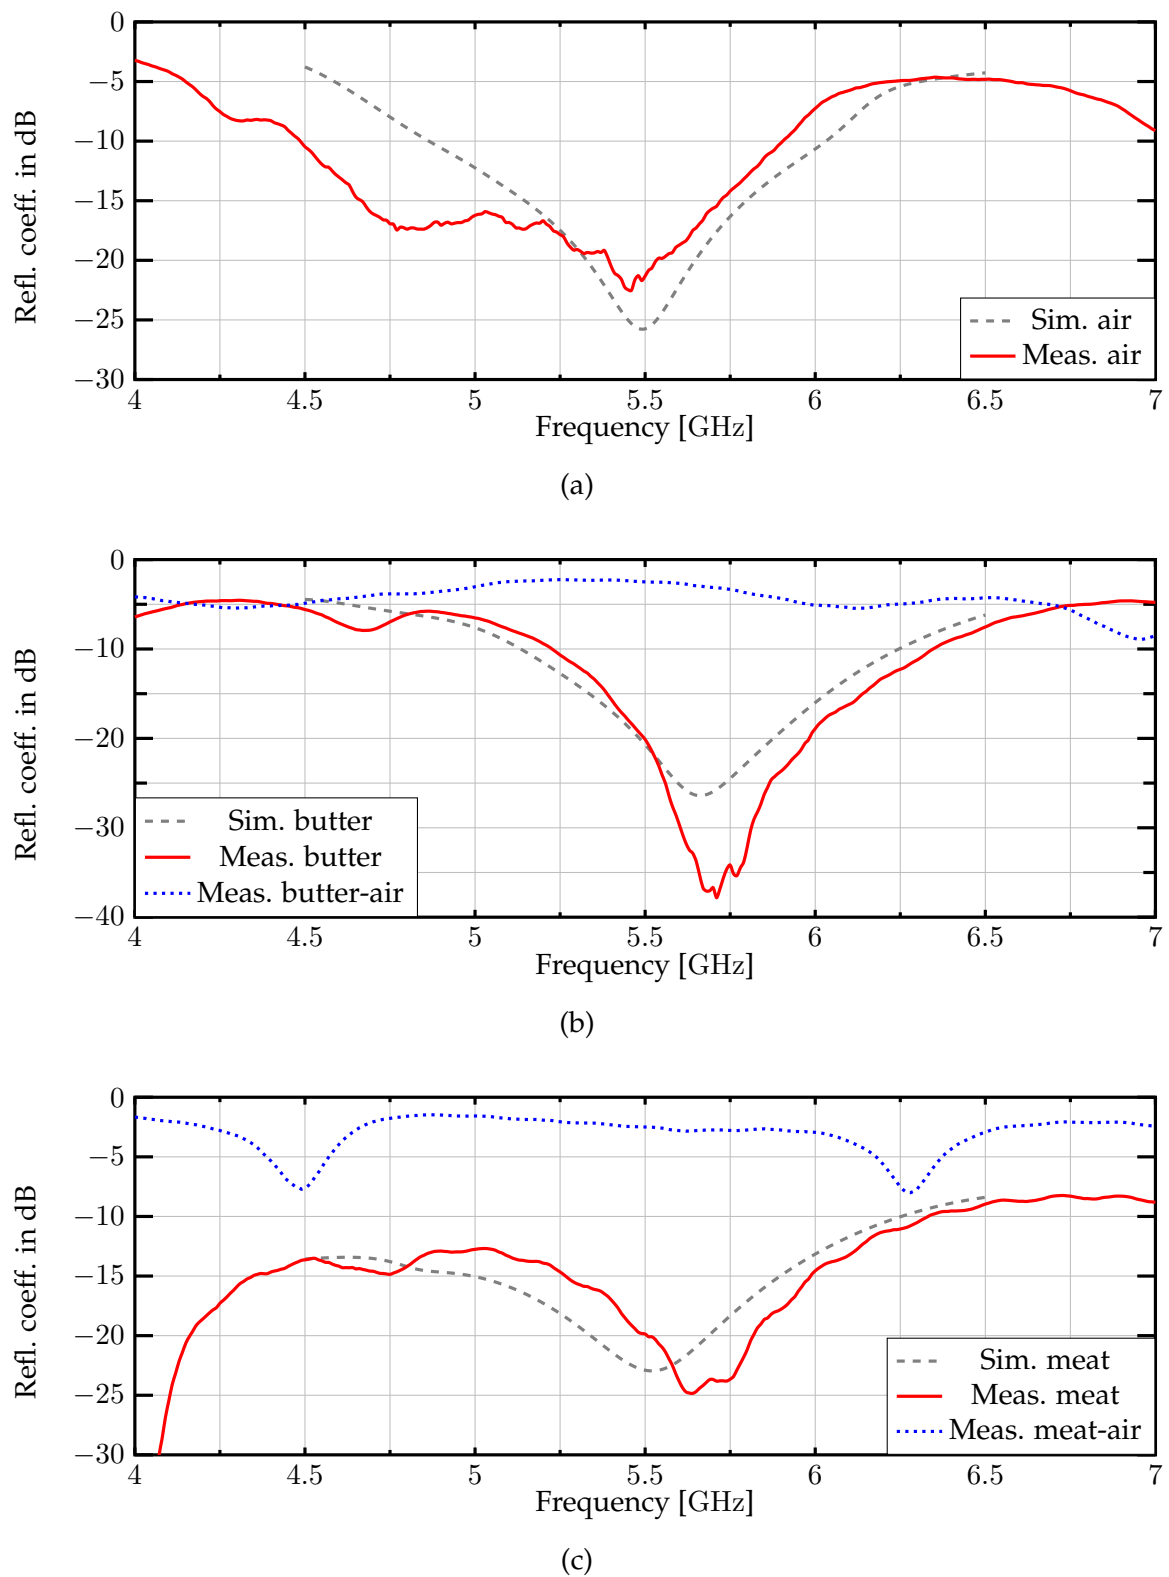 0
−5
−10
−15
−20
−25
−30
Refl. coeff. in dB
Sim. air
Meas. air
4 4.5 5 5.5 6 6.5 7
Frequency [GHz]
(a)
0
−10
−20
−30
−40
Refl. coeff. in dB
Sim. butter
Meas. butter
Meas. butter-air
4 4.5 5 5.5 6 6.5 7
Frequency [GHz]
(b)
0
−5
−10
−15
−20
−25
−30
Refl. coeff. in dB
Sim. meat
Meas. meat
Meas. meat-air
4 4.5 5 5.5 6 6.5 7
Frequency [GHz]
(c)